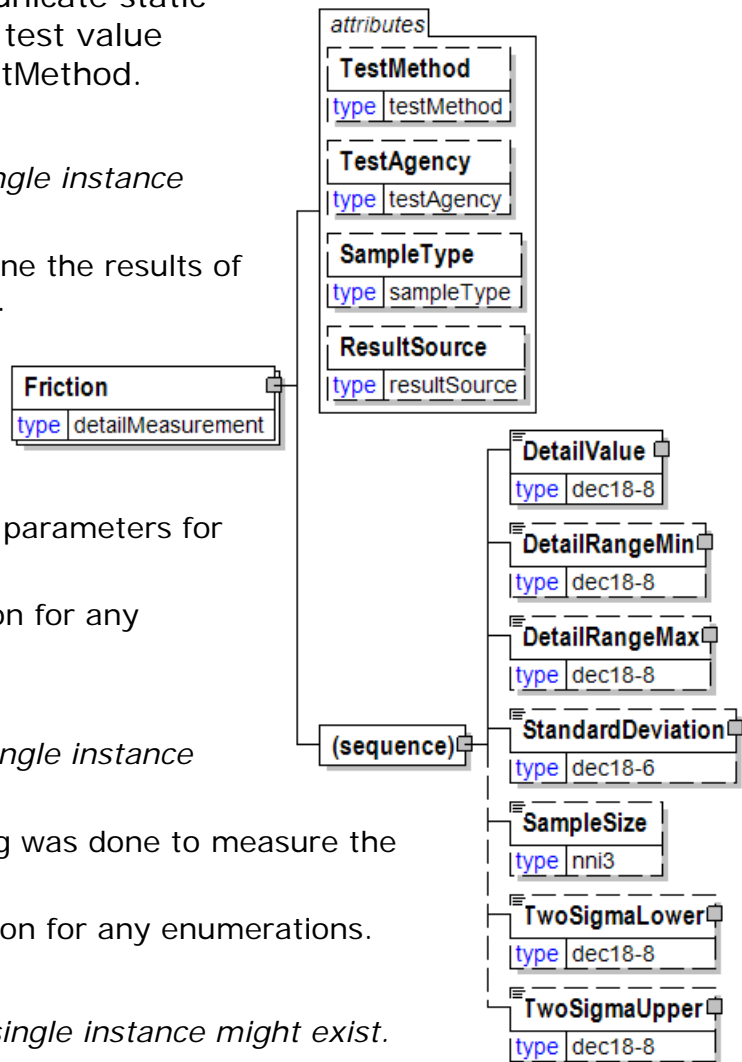 unicate static
test value
tMethod.
ngle instance
ne the results of
.
parameters for
on for any
ngle instance
g was done to measure the
on for any enumerations.
single instance might exist.
Friction
type detailMeasurement
attributes
TestMethod
type testMethod
TestAgency
type testAgency
SampleType
type sampleType
ResultSource
type resultSource
(sequence)
DetailValue
type dec18-8
DetailRangeMin
type dec18-8
DetailRangeMax
type dec18-8
StandardDeviation
type dec18-6
SampleSize
type nni3
TwoSigmaLower
type dec18-8
TwoSigmaUpper
type dec18-8